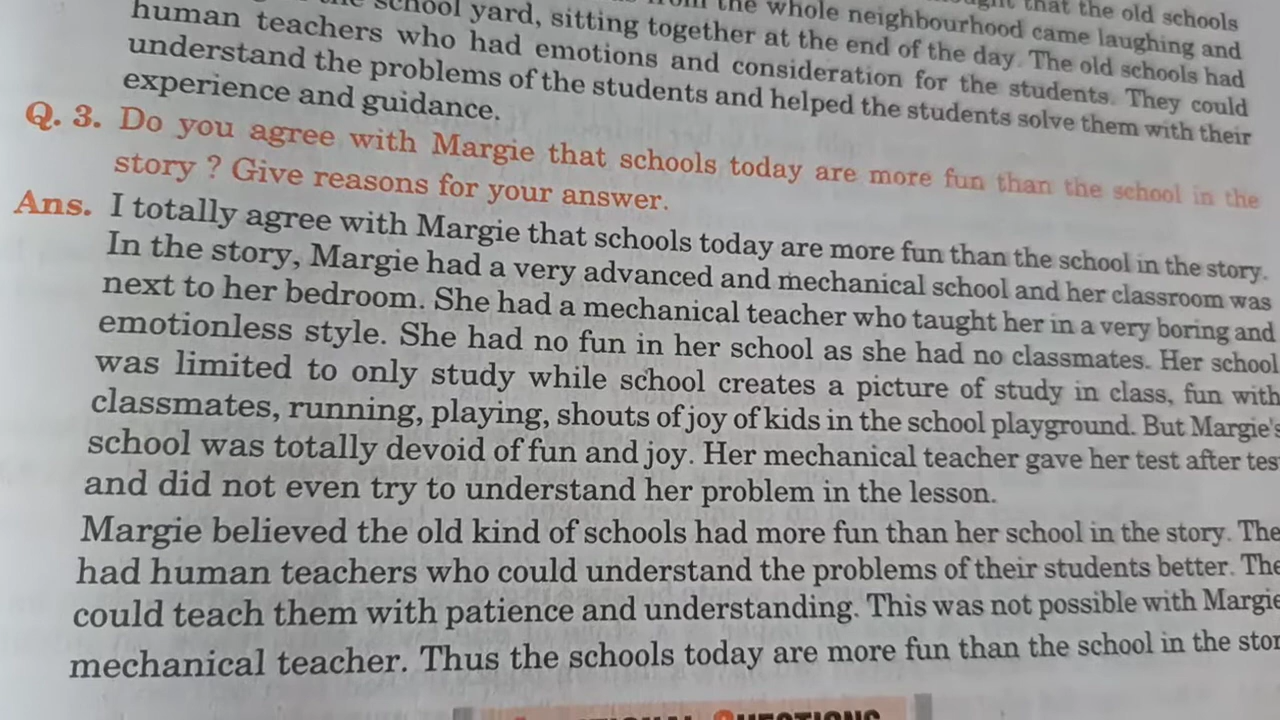 the school yard, sitting together at the end of the day. The old schools had
that the old schools
from the whole neighbourhood came laughing and
human teachers who had emotions and consideration for the students. They could
understand the problems of the students and helped the students solve them with their
experience and guidance.
Q. 3. Do you agree with Margie that schools today are more fun than the school in the
story ? Give reasons for your answer.
Ans. I totally agree with Margie that schools today are more fun than the school in the story.
In the story, Margie had a very advanced and mechanical school and her classroom was
next to her bedroom. She had a mechanical teacher who taught her in a very boring and
emotionless style. She had no fun in her school as she had no classmates. Her school
was limited to only study while school creates a picture of study in class, fun with
classmates, running, playing, shouts of joy of kids in the school playground. But Margie's
school was totally devoid of fun and joy. Her mechanical teacher gave her test after tes
and did not even try to understand her problem in the lesson.
Margie believed the old kind of schools had more fun than her school in the story. The
had human teachers who could understand the problems of their students better. The
could teach them with patience and understanding. This was not possible with Margie
mechanical teacher. Thus the schools today are more fun than the school in the stor
QUESTIONS